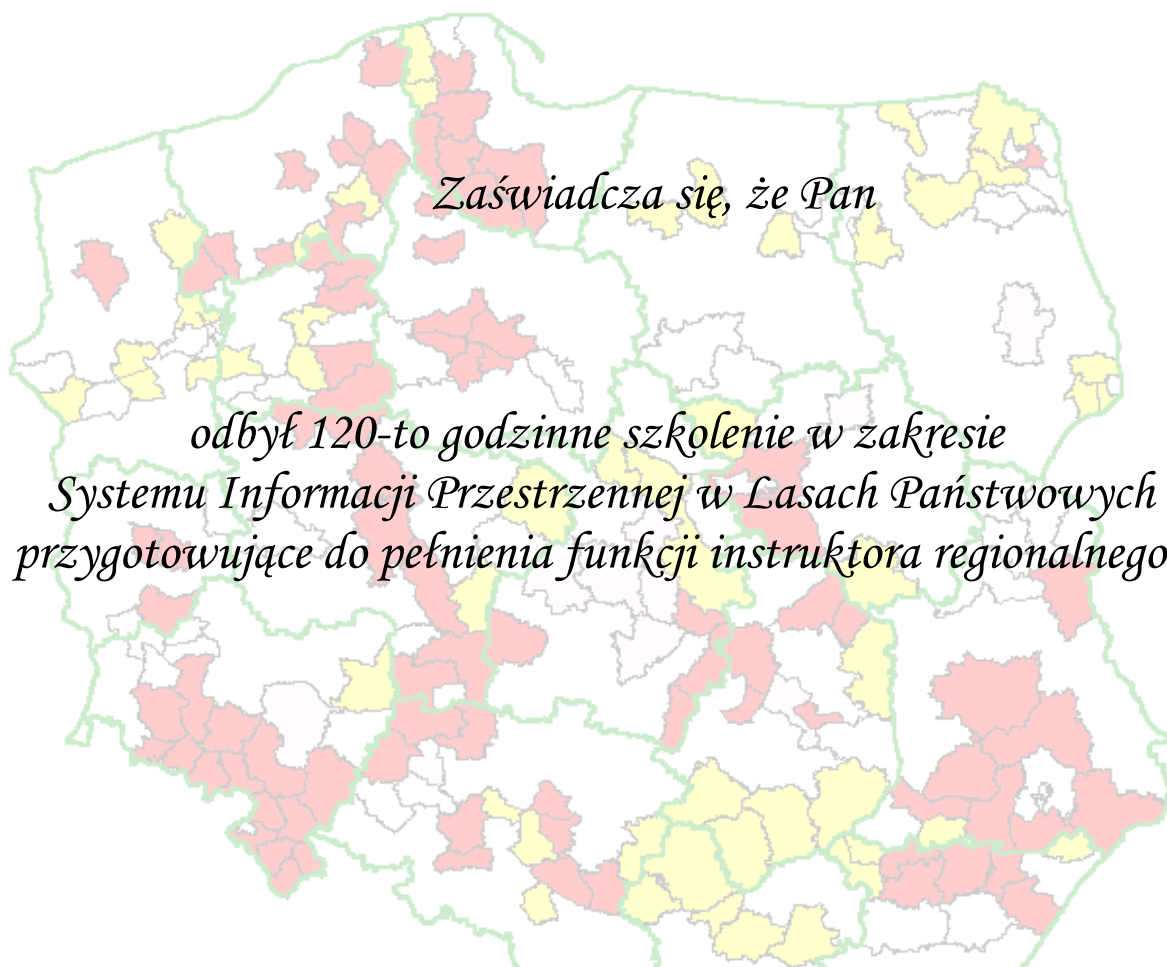 Zaświadcza się, że Pan
odbył 120-to godzinne szkolenie w zakresie
Systemu Informacji Przestrzennej w Lasach Państwowych
przygotowujące do pełnienia funkcji instruktora regionalnego